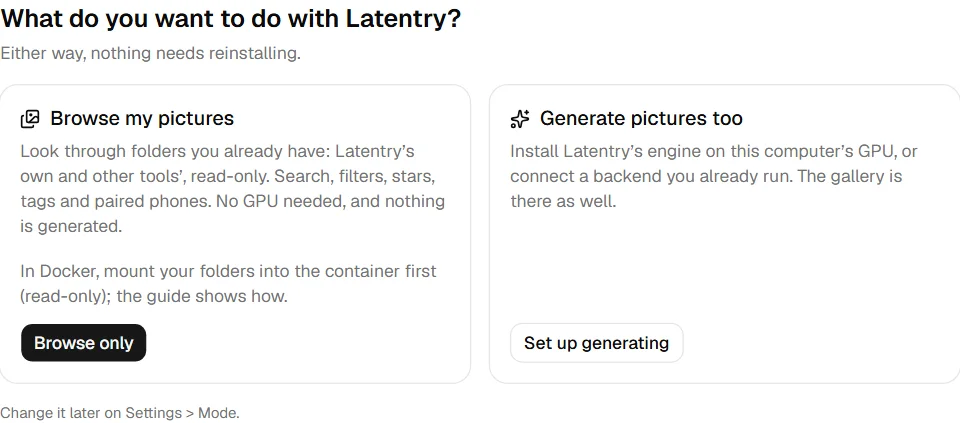 What do you want to do with Latentry?
Either way, nothing needs reinstalling.
Browse my pictures
Look through folders you already have: Latentry’s
own and other tools’, read-only. Search, filters, stars,
tags and paired phones. No GPU needed, and nothing
is generated.
In Docker, mount your folders into the container first
(read-only); the guide shows how.
Browse only
Generate pictures too
Install Latentry’s engine on this computer’s GPU, or
connect a backend you already run. The gallery is
there as well.
Set up generating
Change it later on Settings > Mode.